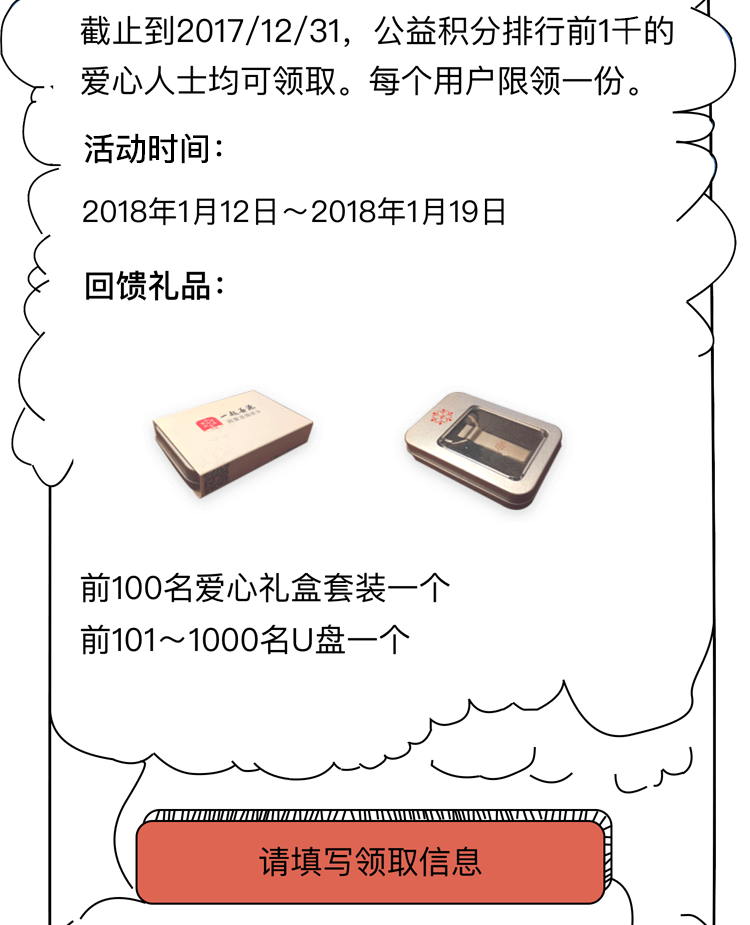 截止到2017/12/31，公益积分排行前1千的
爱心人士均可领取。每个用户限领一份。
活动时间：
2018年1月12日～2018年1月19日
回馈礼品：
前100名爱心礼盒套装一个
前101～1000名U盘一个
请填写领取信息